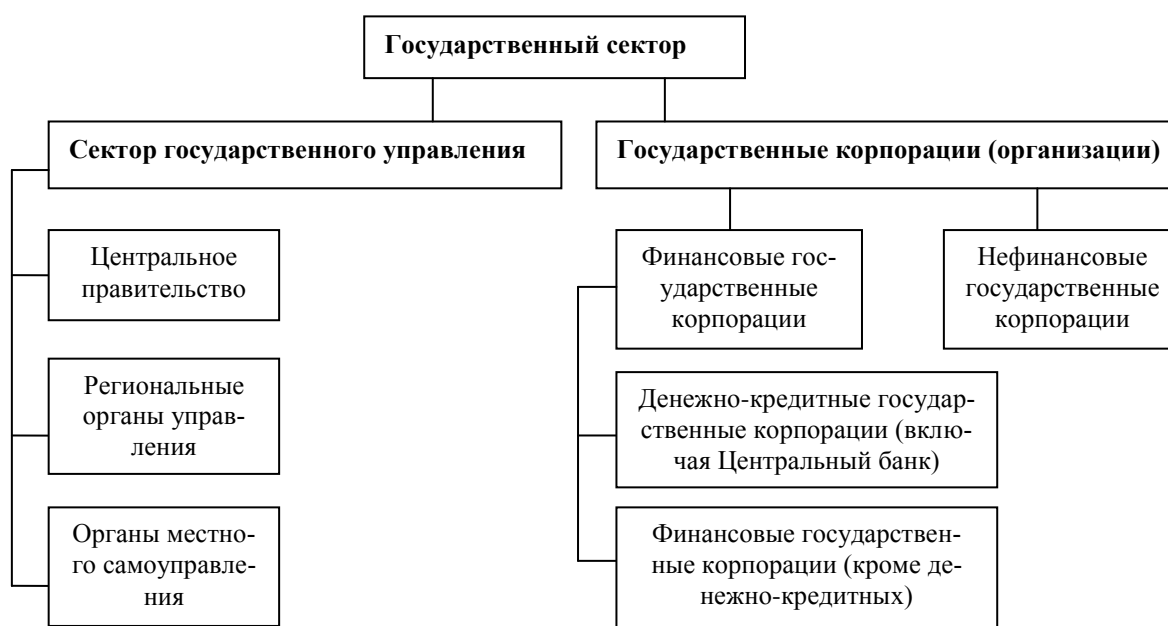 Государственный сектор
Сектор государственного управления
Государственные корпорации (организации)
Центральное
правительство
Региональные
органы управ-
ления
Органы местно-
го самоуправле-
ния
Финансовые гос-
ударственные
корпорации
Нефинансовые
государственные
корпорации
Денежно-кредитные государ-
ственные корпорации (вклю-
чая Центральный банк)
Финансовые государствен-
ные корпорации (кроме де-
нежно-кредитных)